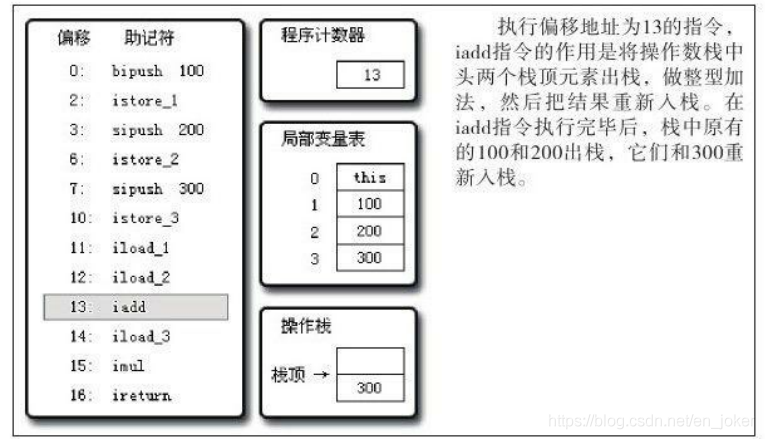 偏移 助记符
0: bipush 100
2: istore_1
3: sipush 200
6: istore_2
7: sipush 300
10: istore_3
11: iload_1
12: iload_2
13: iadd
14: iload_3
15: imul
16: ireturn
程序计数器
13
局部变量表
0 this
1 100
2 200
3 300
操作栈
栈顶 →
300
执行偏移地址为13的指令，
iadd指令的作用是将操作数栈中
头两个栈顶元素出栈，做整型加
法，然后把结果重新入栈。在
iadd指令执行完毕后，栈中原有
的100和200出栈，它们和300重
新入栈。
https://blog.csdn.net/en_joker